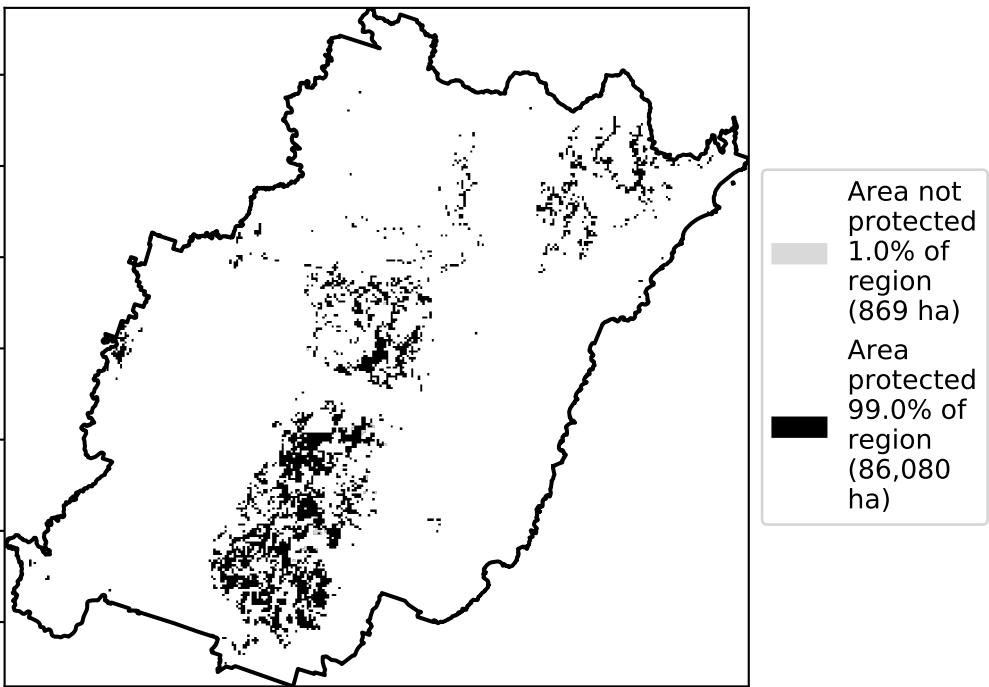 Area not
protected
1.0% of
region
(869 ha)
Area
protected
99.0% of
region
(86,080
ha)